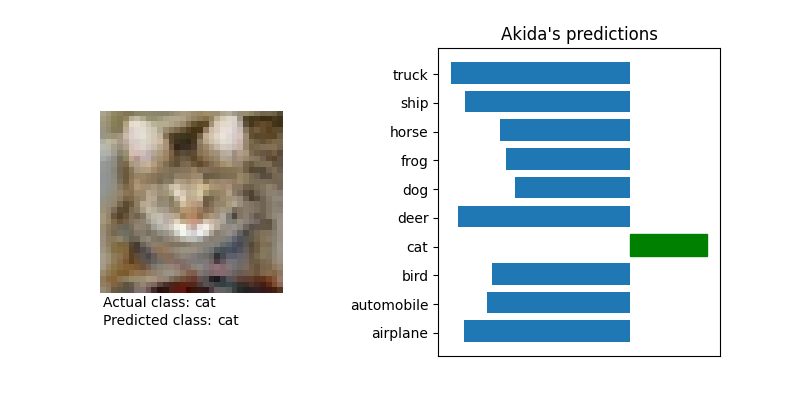 Akida's predictions
truck
ship
horse
frog
dog
deer
cat
bird
automobile
airplane
Actual class: cat
Predicted class: cat